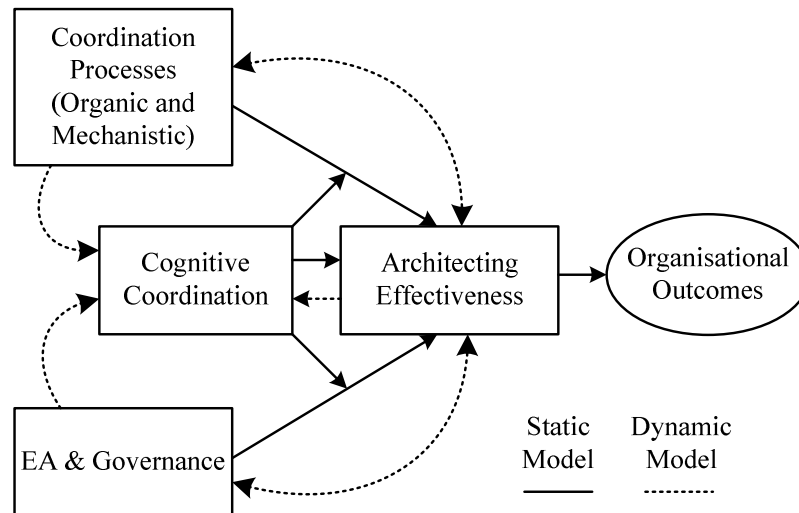 Coordination
Processes
(Organic and
Mechanistic)
Cognitive
Coordination
Architecting
Effectiveness
Organisational
Outcomes
EA & Governance
Static
Model
Dynamic
Model